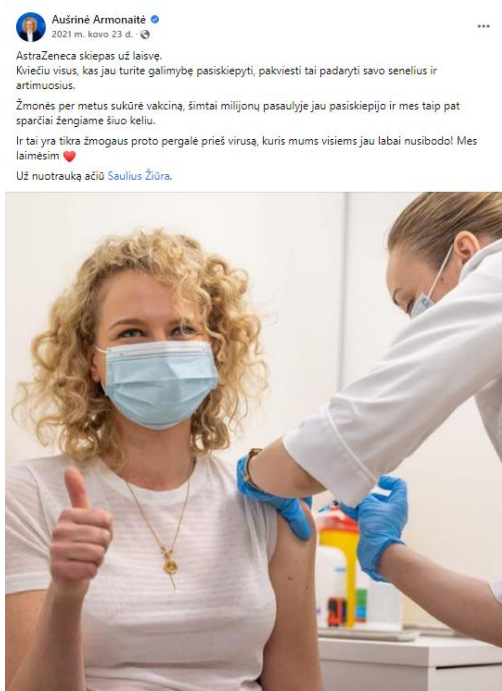 Aušrinė Armonaitė
2021 m. kovo 23 d.
AstraZeneca skiepas už laisvę.
Kviečiu visus, kas jau turite galimybę pasiskiepyti, pakviesti tai padaryti savo senelius ir
artimuosius.
Žmonės per metus sukūrė vakciną, šimtai milijonų pasaulyje jau pasiskiepijo ir mes taip pat
sparčiai žengiame šiuo keliu.
Ir tai yra tikra žmogaus proto pergalė prieš virusą, kuris mums visiems jau labai nusibodo! Mes
laimėsim ❤️
Už nuotrauką ačiū Saulius Žiūra.